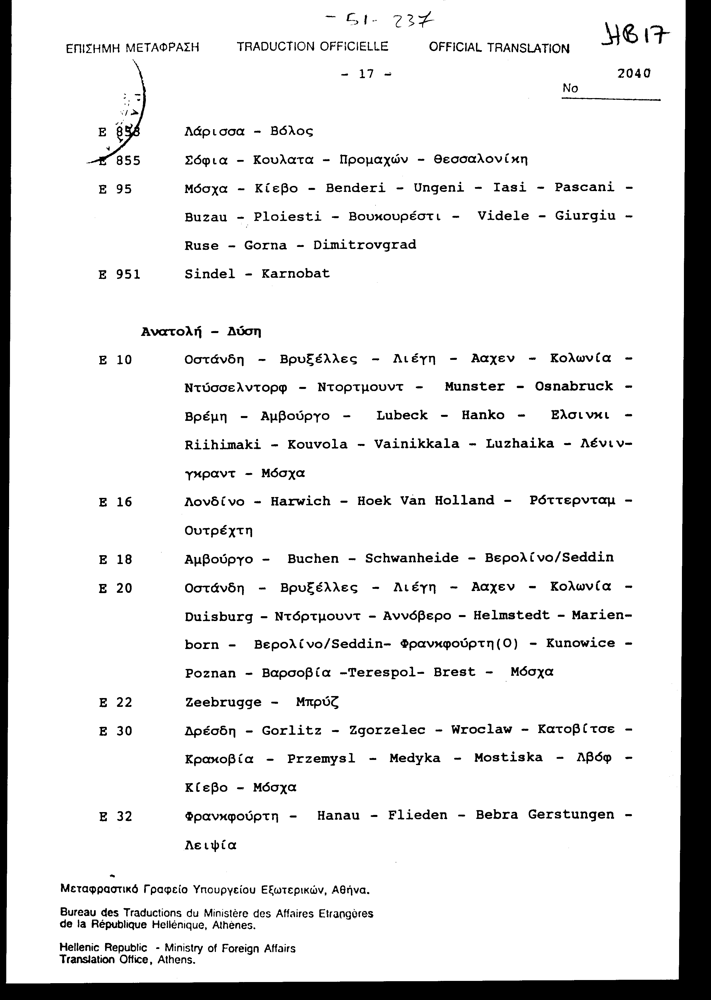 - 51- 237
HB 17
ΕΠΙΣΗΜΗ ΜΕΤΑΦΡΑΣΗ TRADUCTION OFFICIELLE OFFICIAL TRANSLATION
- 17 -
2040
No
E 853 Λάρισσα - Βόλος
E 855 Σόφια - Κουλατα - Προμαχών - Θεσσαλονίκη
E 95 Μόσχα - Κίεβο - Benderi - Ungeni - Iasi - Pascani -
Buzau - Ploiesti - Βουκουρέστι - Videle - Giurgiu -
Ruse - Gorna - Dimitrovgrad
E 951 Sindel - Karnobat
Ανατολή - Δύση
E 10 Οστάνδη - Βρυξέλλες - Λιέγη - Ααχεν - Κολωνία -
Ντύσσελντορφ - Ντορτμουντ - Munster - Osnabruck -
Βρέμη - Αμβούργο - Lubeck - Hanko - Ελσινκι -
Riihimaki - Kouvola - Vainikkala - Luzhaika - Λένιν-
γκραντ - Μόσχα
E 16 Λονδίνο - Harwich - Hoek Van Holland - Ρόττερνταμ -
Ουτρέχτη
E 18 Αμβούργο - Buchen - Schwanheide - Βερολίνο/Seddin
E 20 Οστάνδη - Βρυξέλλες - Λιέγη - Ααχεν - Κολωνία -
Duisburg - Ντόρτμουντ - Αννόβερο - Helmstedt - Marien-
born - Βερολίνο/Seddin- Φρανκφούρτη(Ο) - Kunowice -
Poznan - Βαρσοβία -Terespol- Brest - Μόσχα
E 22 Zeebrugge - Μπρύζ
E 30 Δρέσδη - Gorlitz - Zgorzelec - Wroclaw - Κατοβίτσε -
Κρακοβία - Przemysl - Medyka - Mostiska - Λβόφ -
Κίεβο - Μόσχα
E 32 Φρανκφούρτη - Hanau - Flieden - Bebra Gerstungen -
Λειψία
Μεταφραστικό Γραφείο Υπουργείου Εξωτερικών, Αθήνα.
Bureau des Traductions du Ministère des Affaires Etrangères
de la République Hellénique, Athènes.
Hellenic Republic - Ministry of Foreign Affairs
Translation Office, Athens.